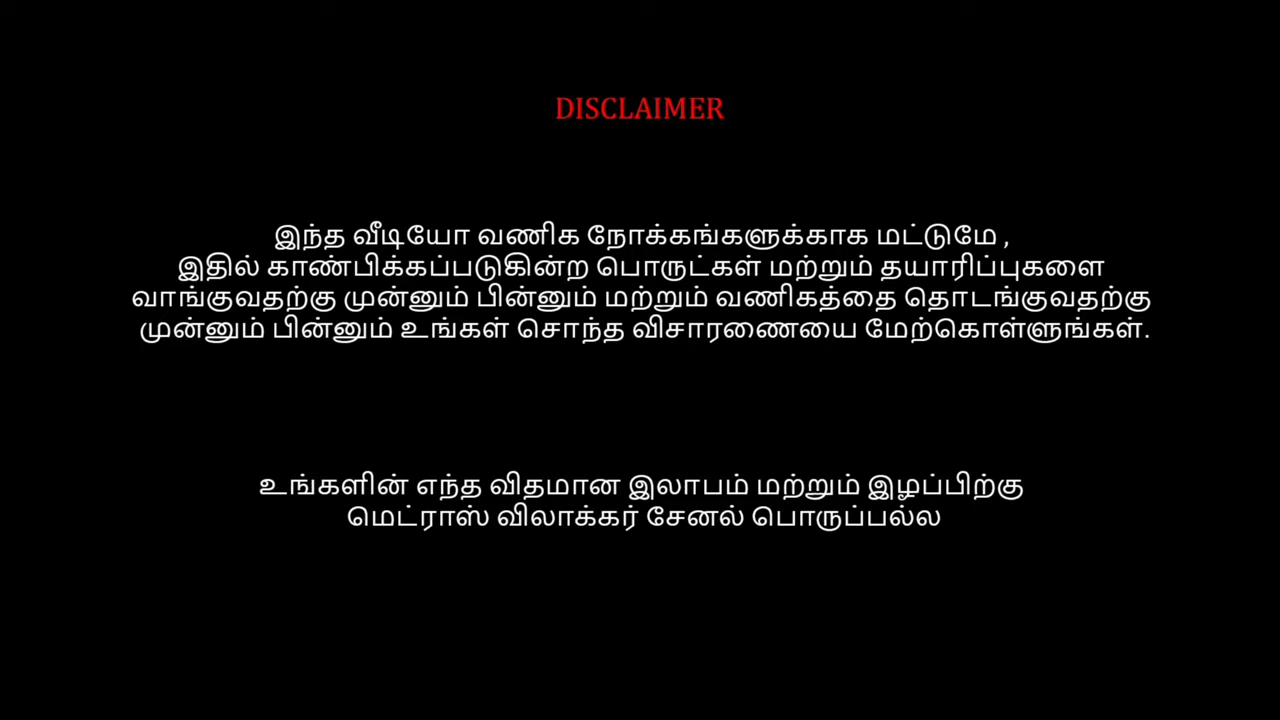 DISCLAIMER
இந்த வீடியோ வணிக நோக்கங்களுக்காக மட்டுமே ,
இதில் காண்பிக்கப்படுகின்ற பொருட்கள் மற்றும் தயாரிப்புகளை
வாங்குவதற்கு முன்னும் பின்னும் மற்றும் வணிகத்தை தொடங்குவதற்கு
முன்னும் பின்னும் உங்கள் சொந்த விசாரணையை மேற்கொள்ளுங்கள்.
உங்களின் எந்த விதமான இலாபம் மற்றும் இழப்பிற்கு
மெட்ராஸ் விலாக்கர் சேனல் பொருப்பல்ல